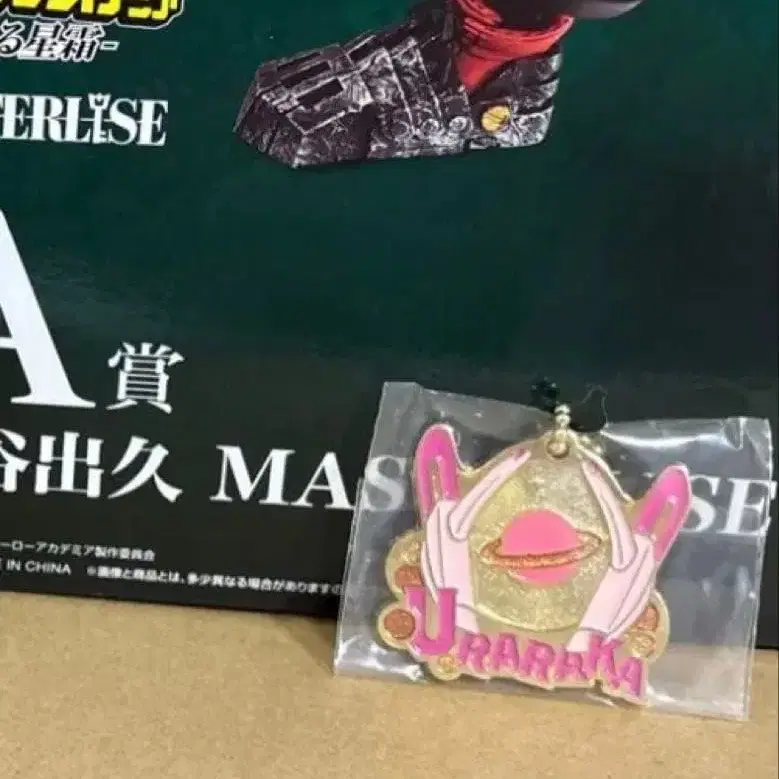 る星霜-
TERLISE
A賞
谷出久 MAS SE
ーローアカデミア製作委員会
IN CHINA ※画像と商品とは、多少異なる場合があります
URARAKA